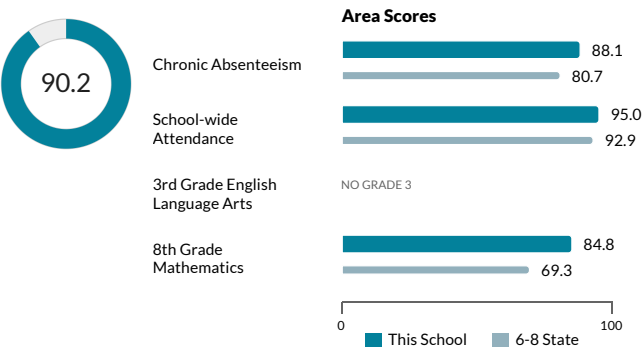 Area Scores
90.2
Chronic Absenteeism
88.1
80.7
School-wide
Attendance
95.0
92.9
3rd Grade English
Language Arts
NO GRADE 3
8th Grade
Mathematics
84.8
69.3
0
100
This School
6-8 State